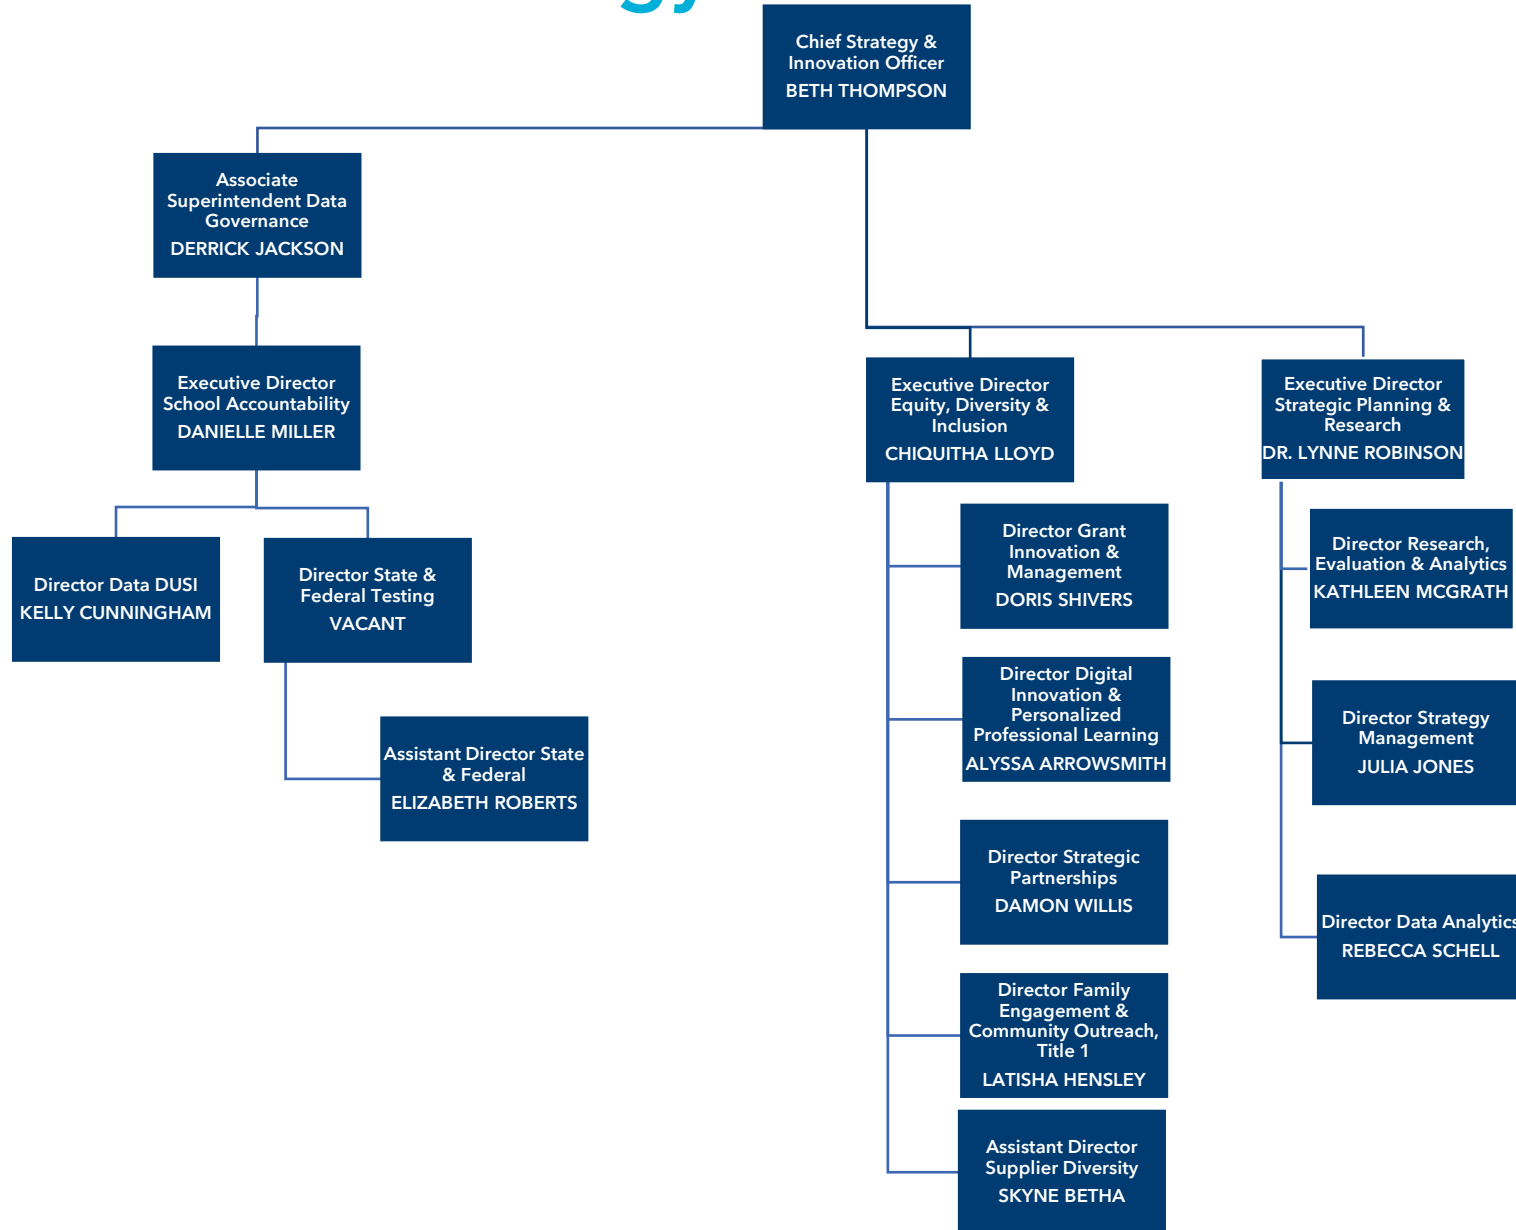 Chief Strategy &
Innovation Officer
BETH THOMPSON
Associate
Superintendent Data
Governance
DERRICK JACKSON
Executive Director
School Accountability
DANIELLE MILLER
Director Data DUSI
KELLY CUNNINGHAM
Director State &
Federal Testing
VACANT
Assistant Director State
& Federal
ELIZABETH ROBERTS
Executive Director
Equity, Diversity &
Inclusion
CHIQUITHA LLOYD
Director Grant
Innovation &
Management
DORIS SHIVERS
Director Digital
Innovation &
Personalized
Professional Learning
ALYSSA ARROWSMITH
Director Strategic
Partnerships
DAMON WILLIS
Director Family
Engagement &
Community Outreach,
Title 1
LATISHA HENSLEY
Assistant Director
Supplier Diversity
SKYNE BETHA
Executive Director
Strategic Planning &
Research
DR. LYNNE ROBINSON
Director Research,
Evaluation & Analytics
KATHLEEN MCGRATH
Director Strategy
Management
JULIA JONES
Director Data Analytics
REBECCA SCHELL